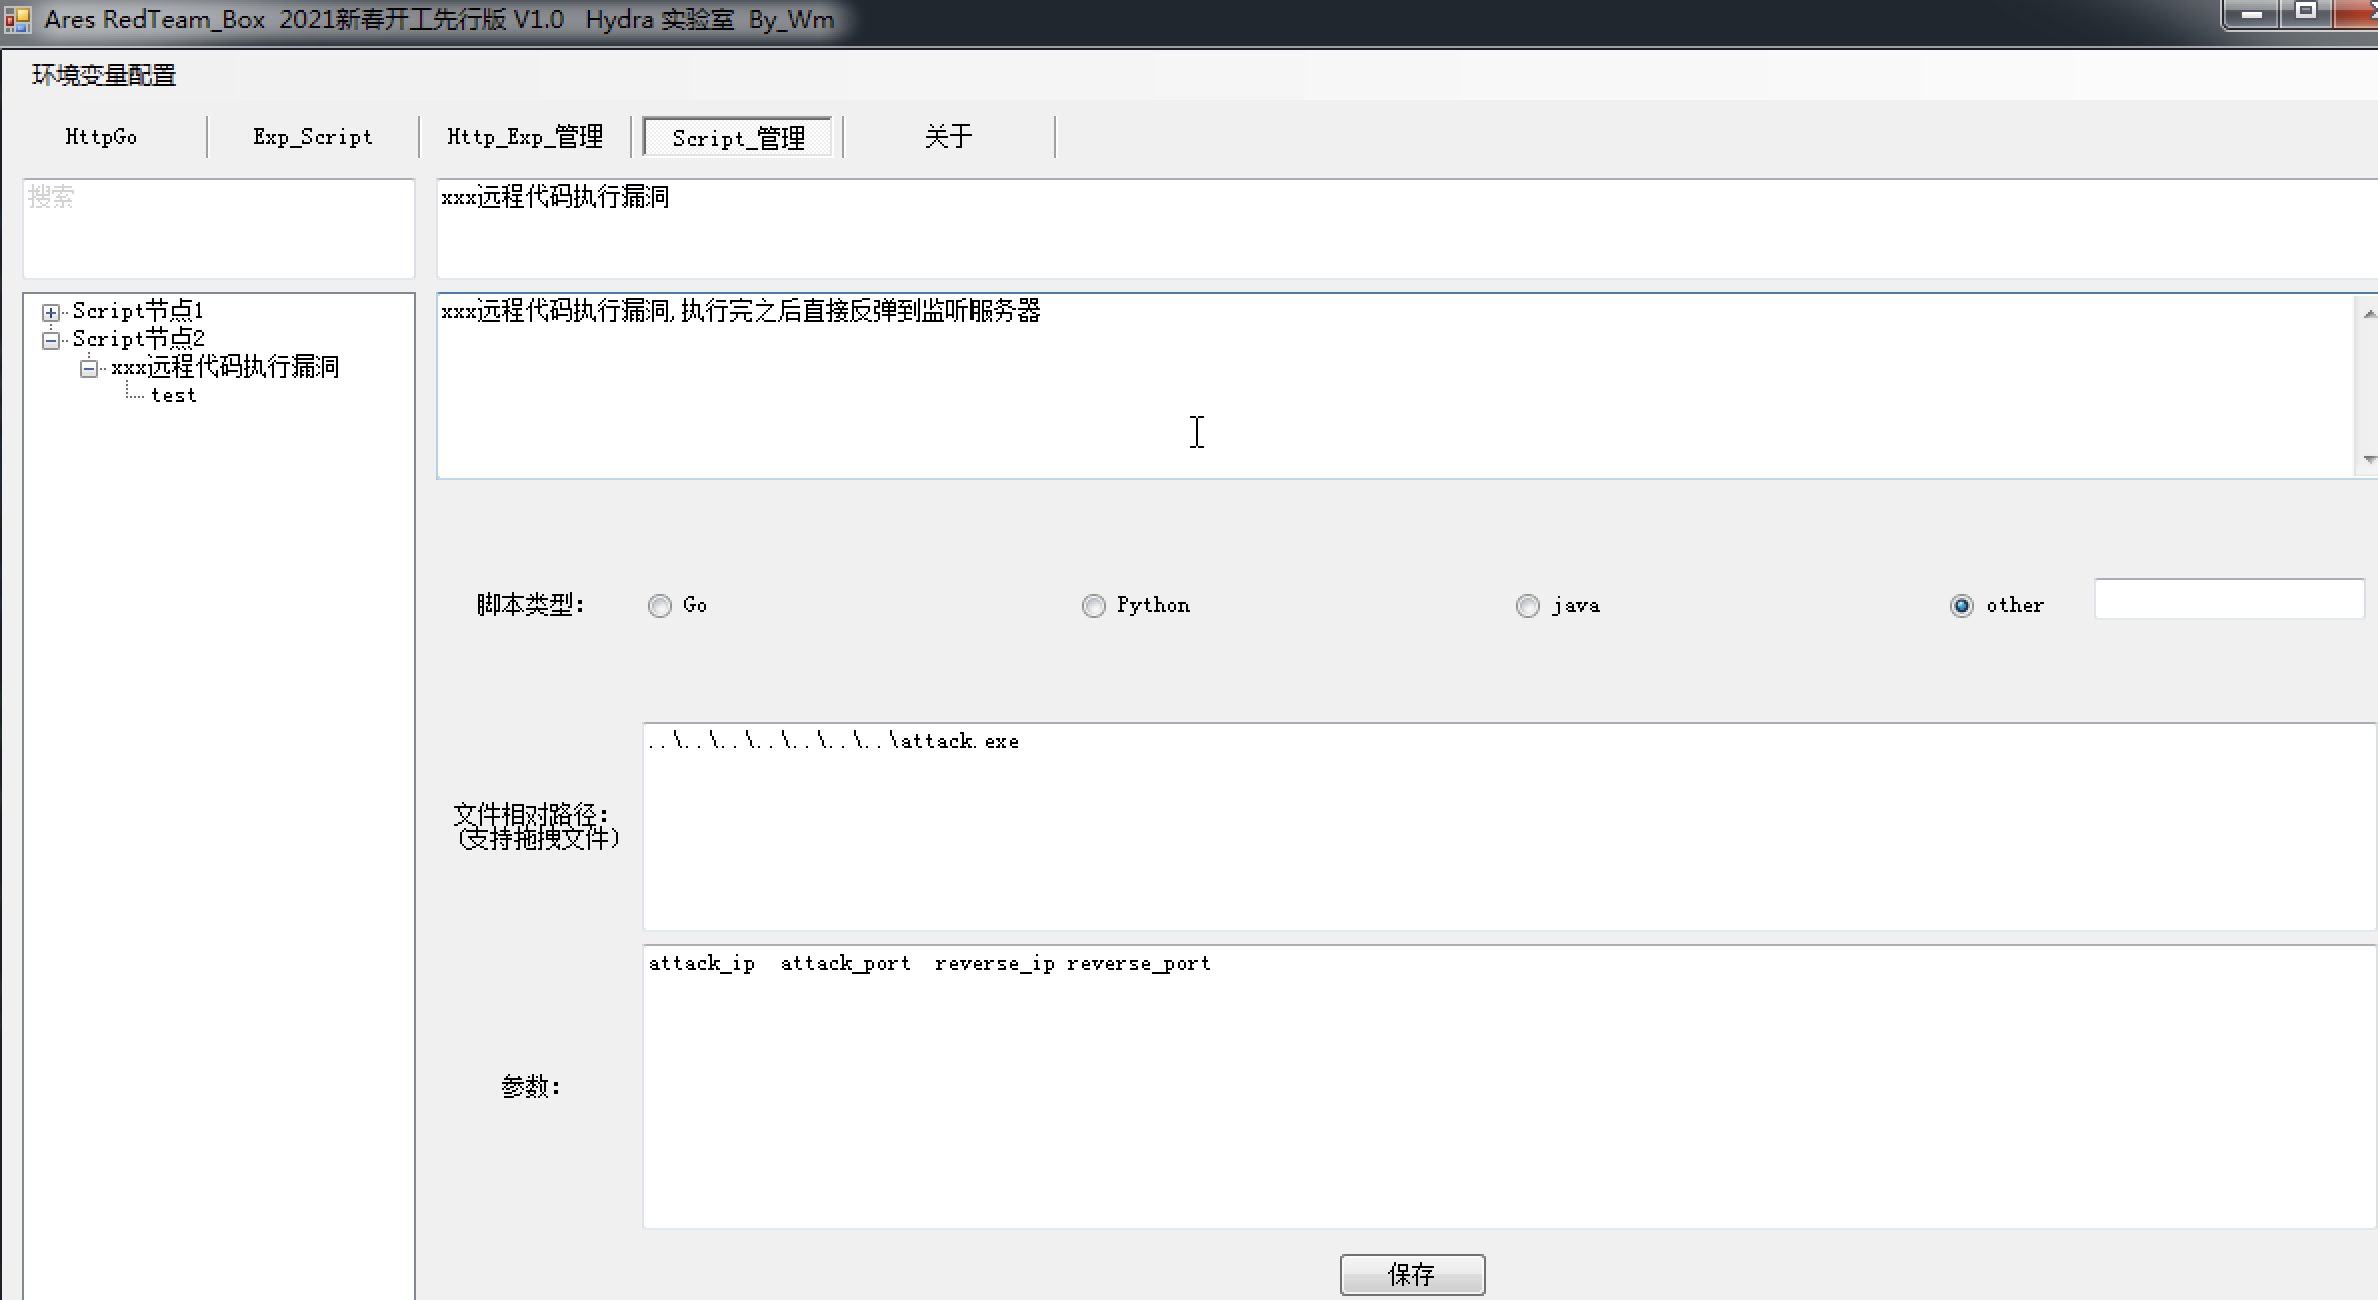 Ares RedTeam_Box 2021新春开工先行版 V1.0 Hydra 实验室 By_Wm
环境变量配置
HttpGo Exp_Script Http_Exp_管理 Script_管理 关于
搜索
xxx远程代码执行漏洞
Script节点1
Script节点2
xxx远程代码执行漏洞
test
xxx远程代码执行漏洞,执行完之后直接反弹到监听服务器
脚本类型： Go Python java other
文件相对路径：
（支持拖拽文件）
..\..\..\..\..\..\..\attack.exe
参数：
attack_ip attack_port reverse_ip reverse_port
保存